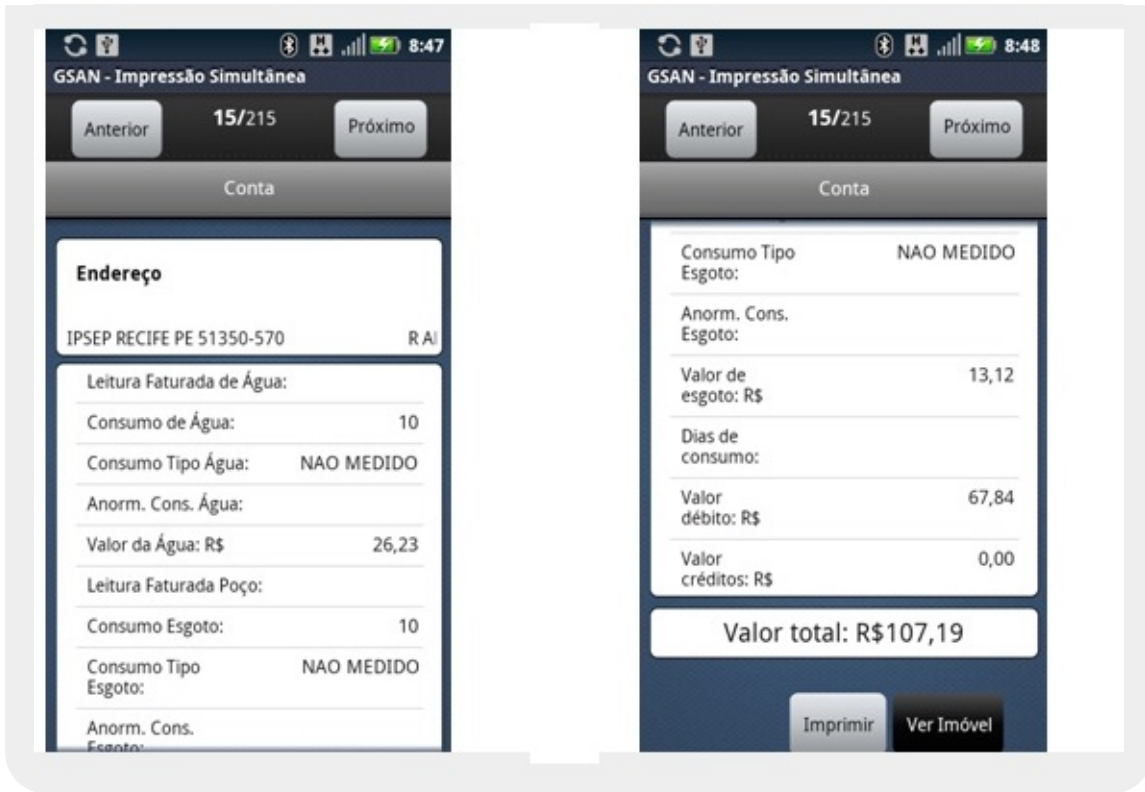 8:47
GSAN - Impressão Simultânea
Anterior
15/215
Próximo
Conta
Endereço
IPSEP RECIFE PE 51350-570 R AL
Leitura Faturada de Água:
Consumo de Água: 10
Consumo Tipo Água: NAO MEDIDO
Anorm. Cons. Água:
Valor da Água: R$ 26,23
Leitura Faturada Poço:
Consumo Esgoto: 10
Consumo Tipo NAO MEDIDO
Esgoto:
Anorm. Cons.
Esgoto:
8:48
GSAN - Impressão Simultânea
Anterior
15/215
Próximo
Conta
Consumo Tipo NAO MEDIDO
Esgoto:
Anorm. Cons.
Esgoto:
Valor de 13,12
esgoto: R$
Dias de
consumo:
Valor 67,84
débito: R$
Valor 0,00
créditos: R$
Valor total: R$107,19
Imprimir
Ver Imóvel